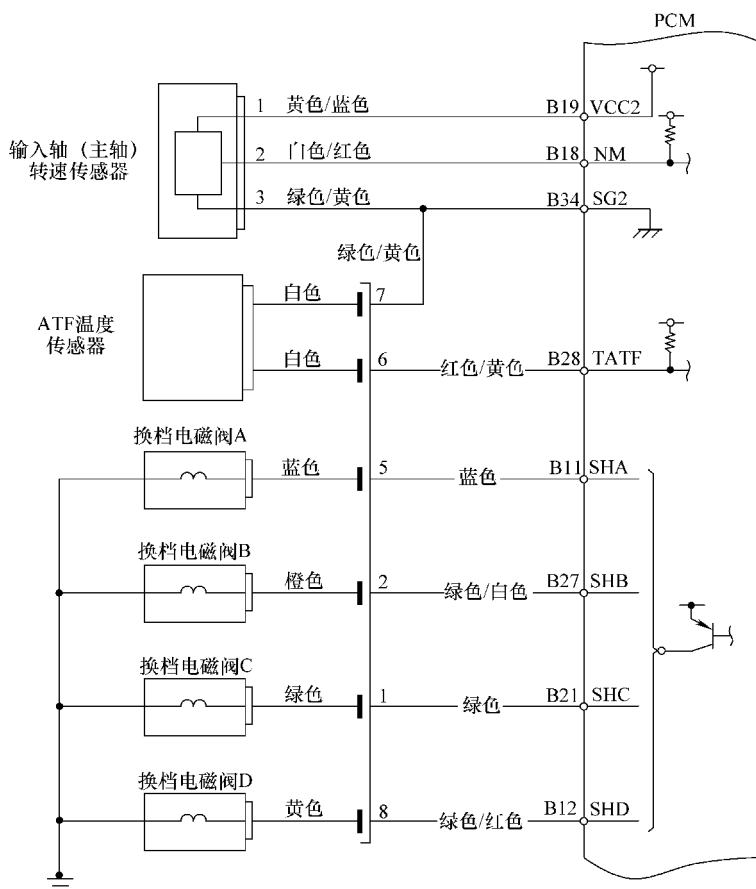 PCM
1 黄色/蓝色 B19 VCC2
输入轴（主轴）
转速传感器
2 门色/红色 B18 NM
3 绿色/黄色 B34 SG2
绿色/黄色
白色 7
ATF温度
传感器
白色 6 红色/黄色 B28 TATF
换档电磁阀A
蓝色 5 蓝色 B11 SHA
换档电磁阀B
橙色 2 绿色/白色 B27 SHB
换档电磁阀C
绿色 1 绿色 B21 SHC
换档电磁阀D
黄色 8 绿色/红色 B12 SHD